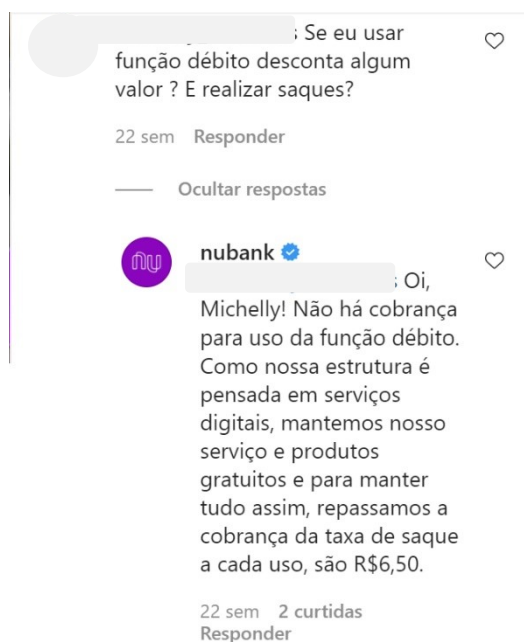 Se eu usar
função débito desconta algum
valor ? E realizar saques?
22 sem Responder
Ocultar respostas
nu
nubank
Oi,
Michelly! Não há cobrança
para uso da função débito.
Como nossa estrutura é
pensada em serviços
digitais, mantemos nosso
serviço e produtos
gratuitos e para manter
tudo assim, repassamos a
cobrança da taxa de saque
a cada uso, são R$6,50.
22 sem 2 curtidas
Responder